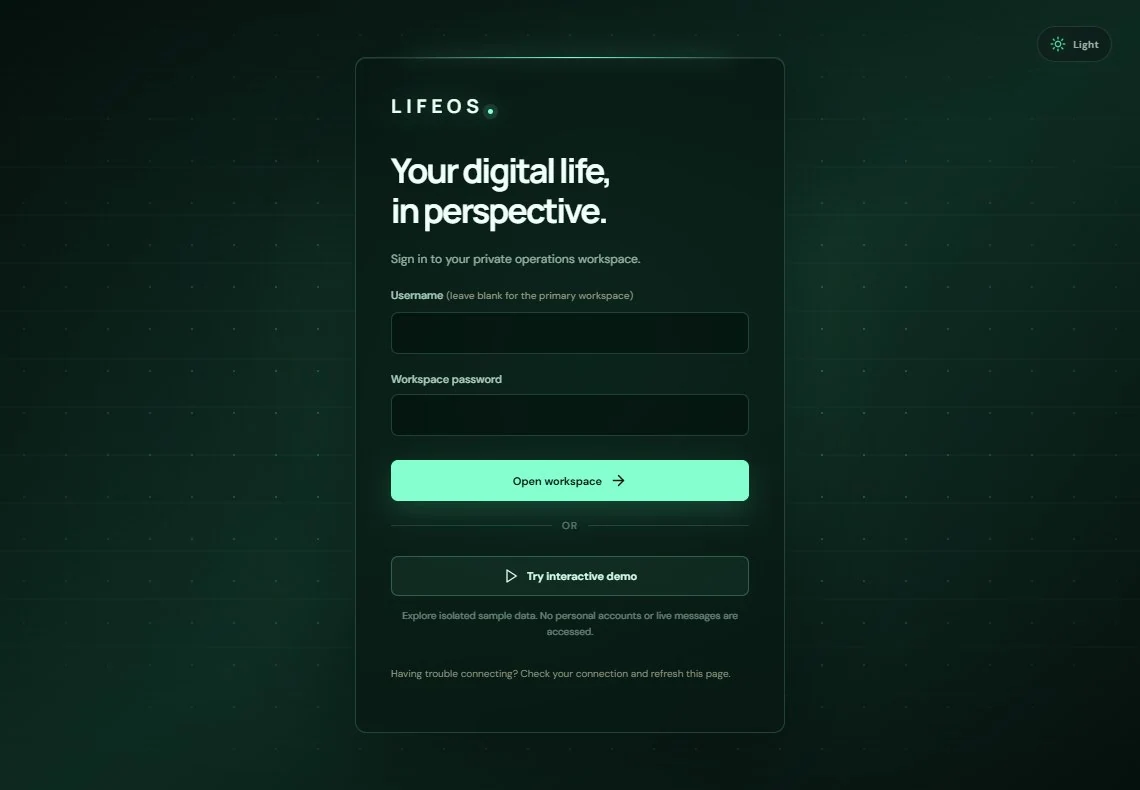 Light
LIFEOS
Your digital life,
in perspective.
Sign in to your private operations workspace.
Username (leave blank for the primary workspace)
Workspace password
Open workspace →
OR
Try interactive demo
Explore isolated sample data. No personal accounts or live messages are
accessed.
Having trouble connecting? Check your connection and refresh this page.